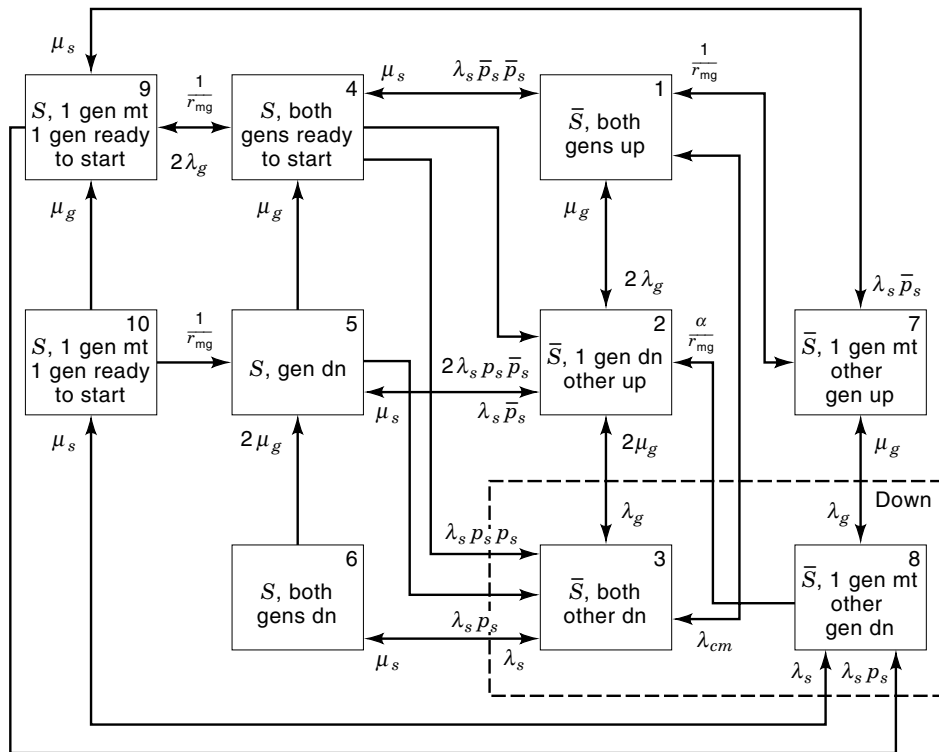 μ_s
9
S, 1 gen mt
1 gen ready
to start
1/r_mg
2λ_g
4
S, both
gens ready
to start
μ_s
λ_s p̅_s p̅_s
1
S̅, both
gens up
1/r_mg
μ_g
μ_g
μ_g
2λ_g
λ_s p̅_s
10
S, 1 gen mt
1 gen ready
to start
1/r_mg
5
S, gen dn
2λ_s p_s p̅_s
μ_s
λ_s p̅_s
2
S̅, 1 gen dn
other up
α/r_mg
7
S̅, 1 gen mt
other
gen up
μ_s
2μ_g
2μ_g
μ_g
Down
λ_g
λ_g
λ_s p_s p_s
6
S, both
gens dn
λ_s p_s
μ_s
λ_s
3
S̅, both
other dn
λ_cm
8
S̅, 1 gen mt
other
gen dn
λ_s
λ_s p_s